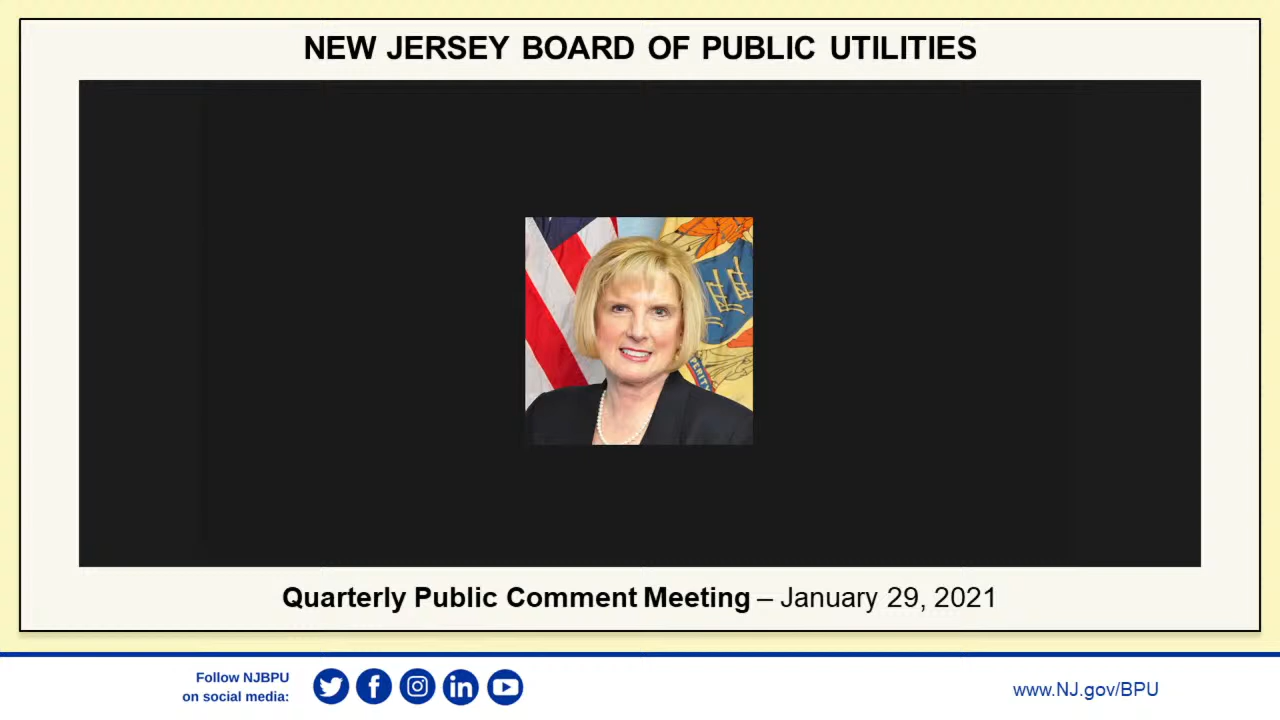 NEW JERSEY BOARD OF PUBLIC UTILITIES
PERITY
Quarterly Public Comment Meeting – January 29, 2021
Follow NJBPU
on social media:
www.NJ.gov/BPU